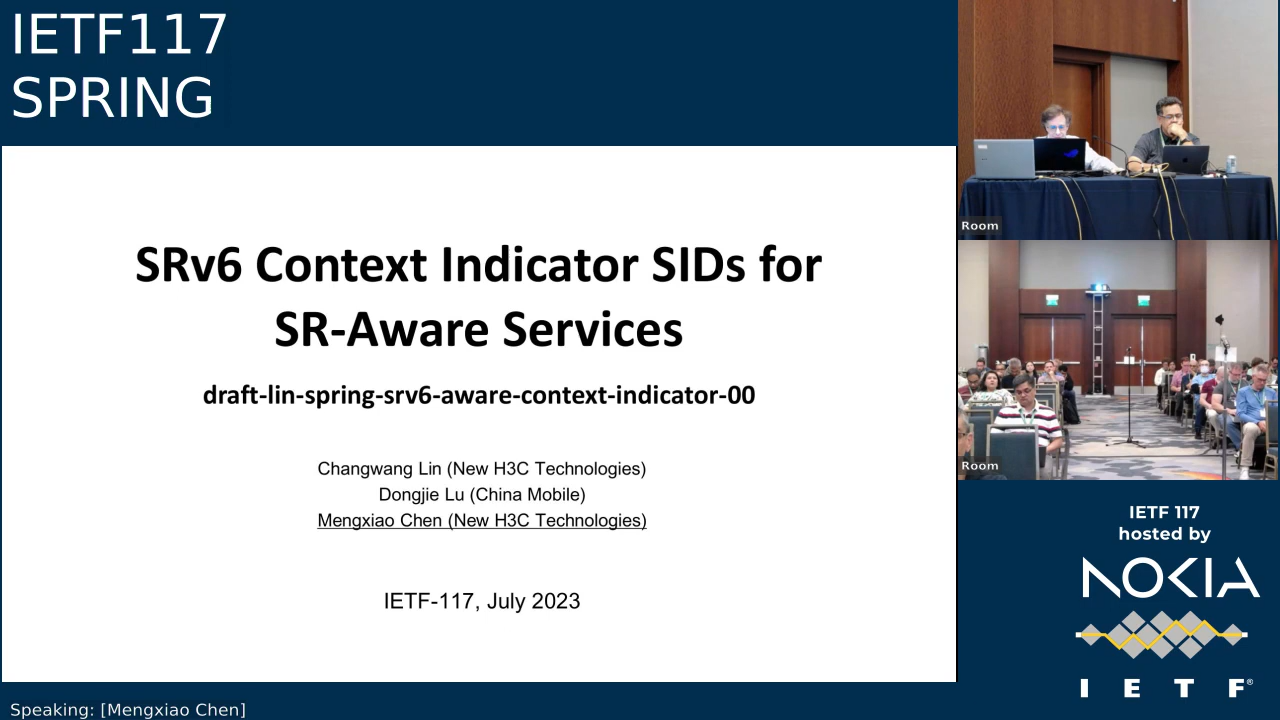 IETF117
SPRING
SRv6 Context Indicator SIDs for
SR-Aware Services
draft-lin-spring-srv6-aware-context-indicator-00
Changwang Lin (New H3C Technologies)
Dongjie Lu (China Mobile)
Mengxiao Chen (New H3C Technologies)
IETF-117, July 2023
Room
Room
IETF 117
hosted by
NOKIA
I E T F®
Speaking: [Mengxiao Chen]